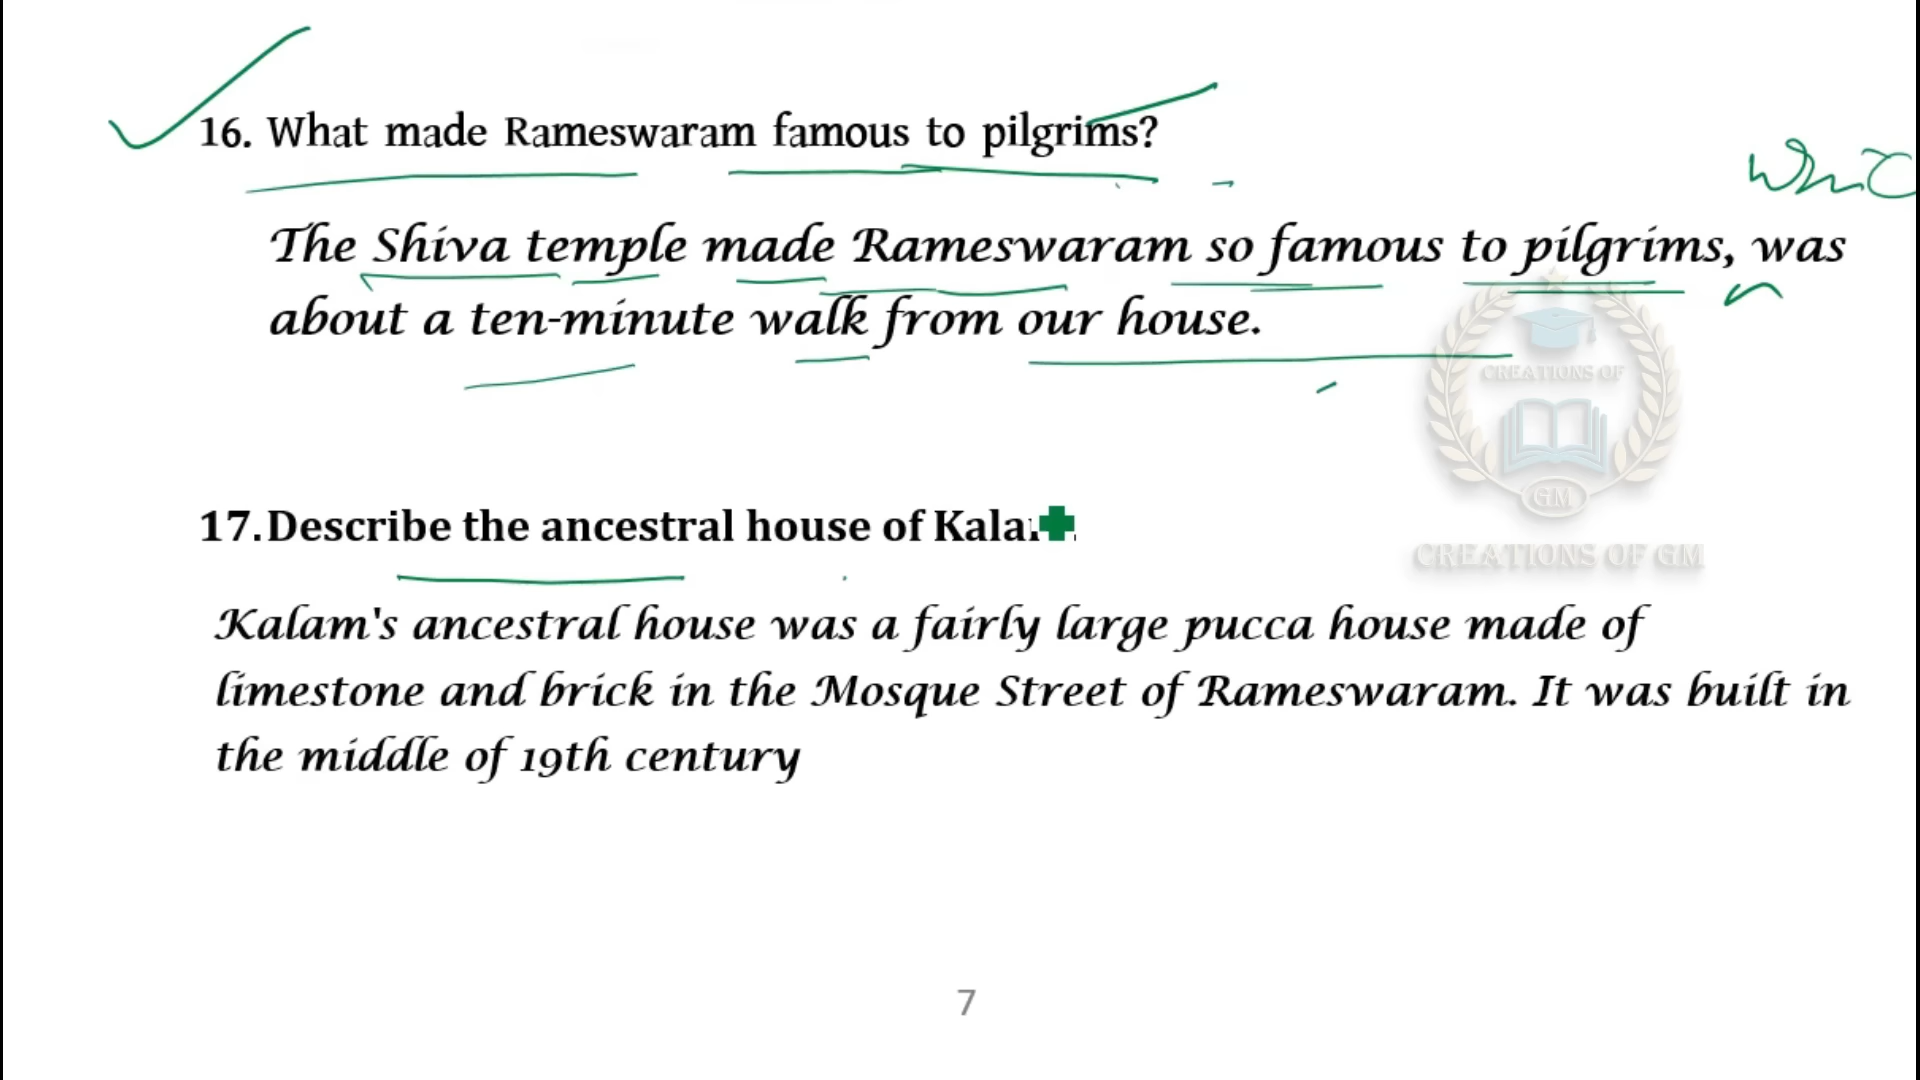 16. What made Rameswaram famous to pilgrims?
The Shiva temple made Rameswaram so famous to pilgrims, was
about a ten-minute walk from our house.
CREATIONS OF
GM
CREATIONS OF GM
17. Describe the ancestral house of
Kalam's ancestral house was a fairly large pucca house made of
limestone and brick in the Mosque Street of Rameswaram. It was built in
the middle of 19th century
7